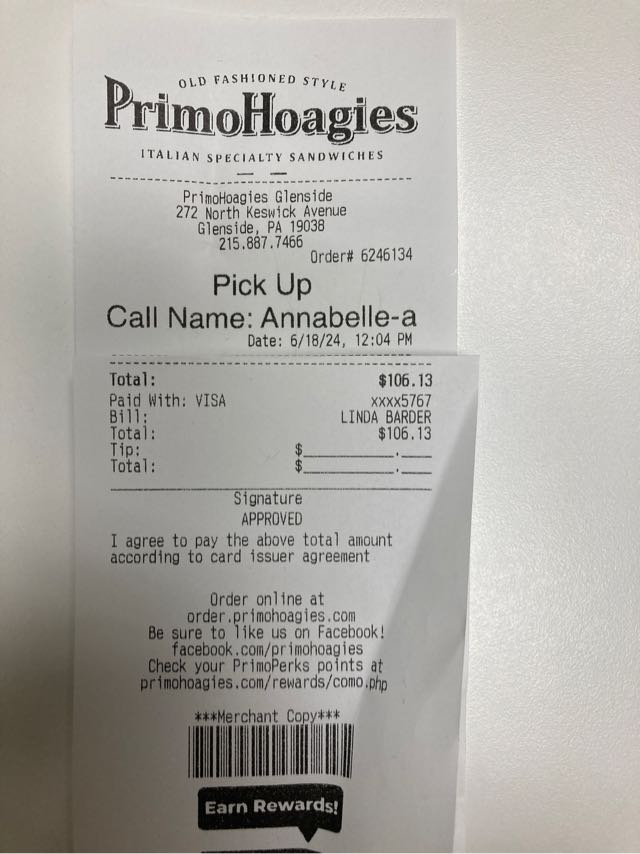 OLD FASHIONED STYLE
PrimoHoagies
ITALIAN SPECIALTY SANDWICHES
PrimoHoagies Glenside
272 North Keswick Avenue
Glenside, PA 19038
215.887.7466
Order# 6246134
Pick Up
Call Name: Annabelle-a
Date: 6/18/24, 12:04 PM
Total: $106.13
Paid With: VISA xxxx5767
Bill: LINDA BARDER
Total: $106.13
Tip: $________.___
Total: $________.___
Signature
APPROVED
I agree to pay the above total amount
according to card issuer agreement
Order online at
order.primohoagies.com
Be sure to like us on Facebook!
facebook.com/primohoagies
Check your PrimoPerks points at
primohoagies.com/rewards/como.php
***Merchant Copy***
Earn Rewards!